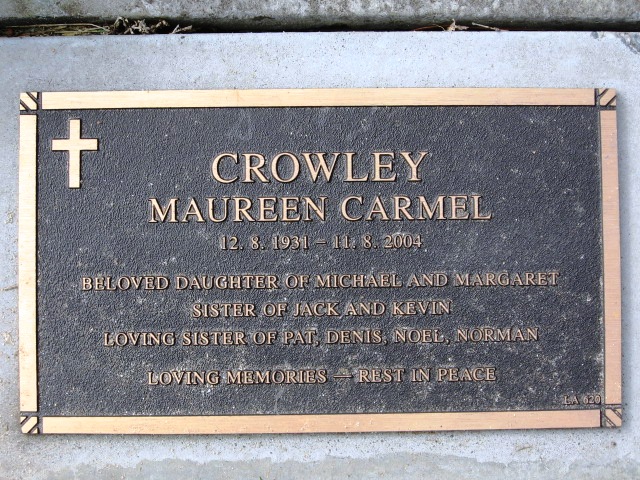 CROWLEY
MAUREEN CARMEL
12. 8. 1931 – 11. 8. 2004
BELOVED DAUGHTER OF MICHAEL AND MARGARET
SISTER OF JACK AND KEVIN
LOVING SISTER OF PAT, DENIS, NOEL, NORMAN
LOVING MEMORIES — REST IN PEACE
LA 620